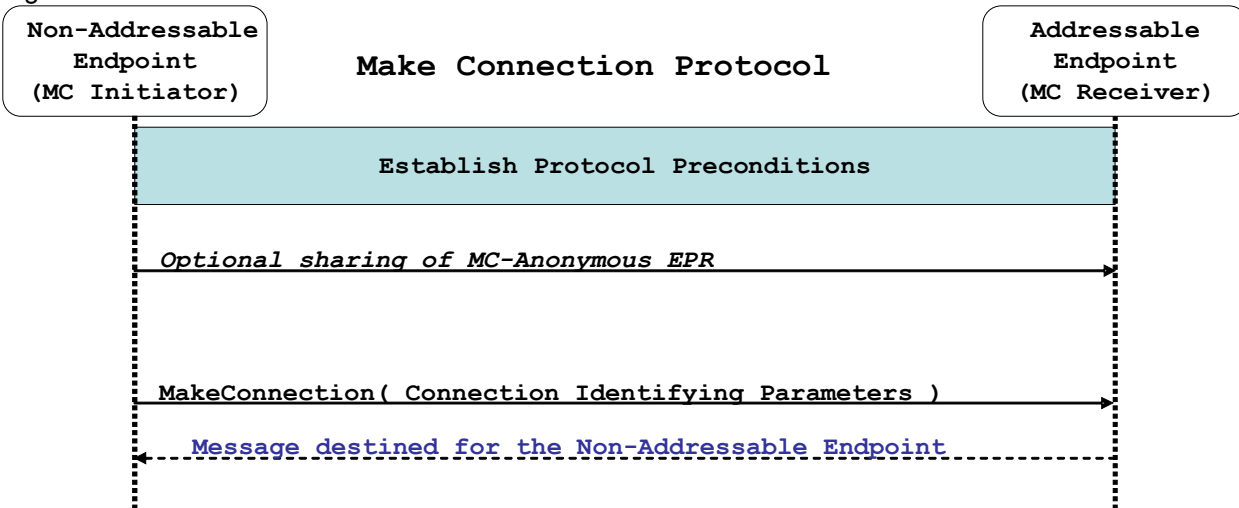 Non-Addressable
Endpoint
(MC Initiator)
Make Connection Protocol
Addressable
Endpoint
(MC Receiver)
Establish Protocol Preconditions
Optional sharing of MC-Anonymous EPR
MakeConnection( Connection Identifying Parameters )
Message destined for the Non-Addressable Endpoint